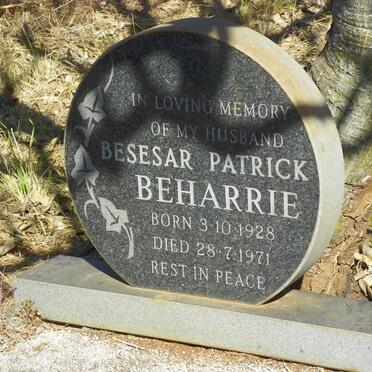 IN LOVING MEMORY
OF MY HUSBAND
BESESAR PATRICK
BEHARRIE
BORN 3·10·1928
DIED 28·7·1971
REST IN PEACE